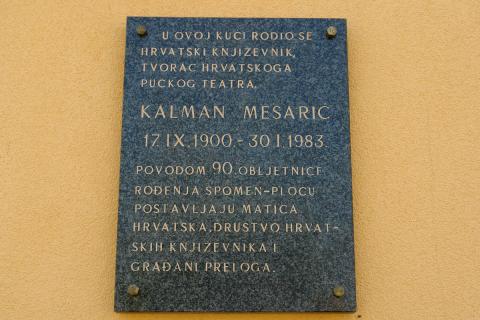 U OVOJ KUĆI RODIO SE
HRVATSKI KNJIŽEVNIK,
TVORAC HRVATSKOGA
PUČKOG TEATRA,
KALMAN MESARIĆ
17.IX.1900.-30.I.1983.
POVODOM 90. OBLJETNICE
ROĐENJA SPOMEN-PLOČU
POSTAVLJAJU MATICA
HRVATSKA, DRUŠTVO HRVAT-
SKIH KNJIŽEVNIKA I
GRAĐANI PRELOGA.